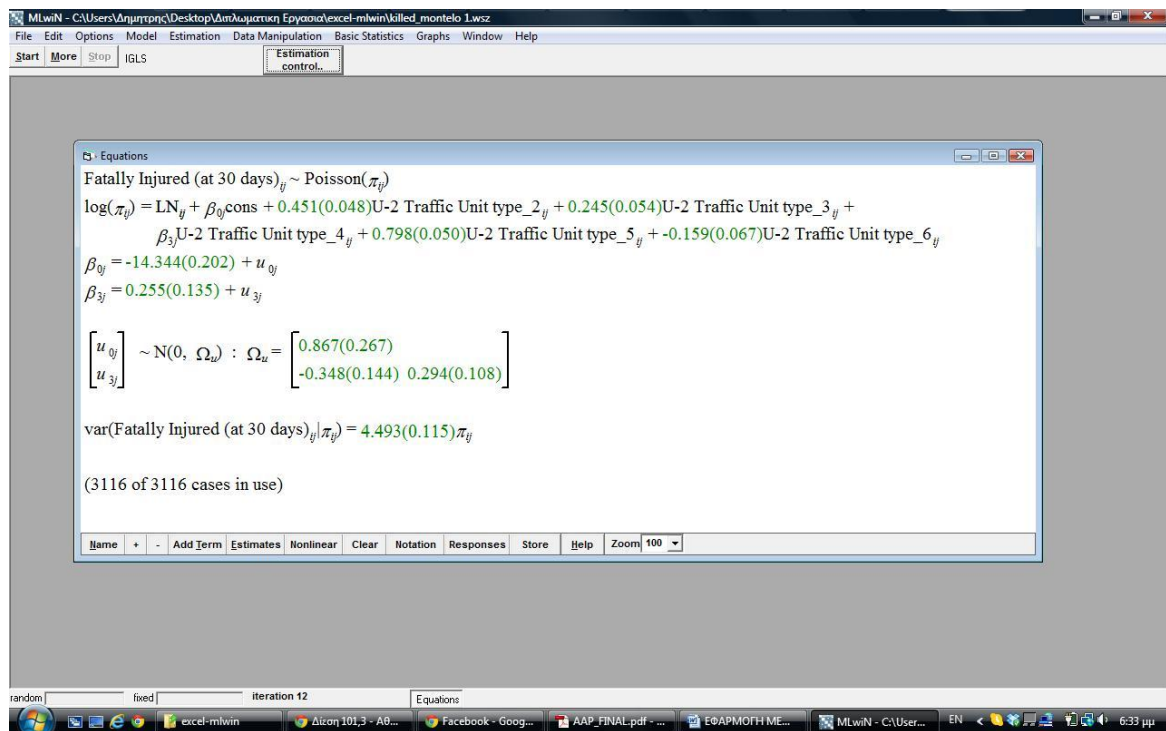 MLwiN - C:\Users\Δημητρης\Desktop\Διπλωματικη Εργασια\excel-mlwin\killed_montelo 1.wsz
File Edit Options Model Estimation Data Manipulation Basic Statistics Graphs Window Help
Start More Stop IGLS Estimation control..
Equations
Fatally Injured (at 30 days)ij ~ Poisson(πij)
log(πij) = LNij + β0jcons + 0.451(0.048)U-2 Traffic Unit type_2ij + 0.245(0.054)U-2 Traffic Unit type_3ij +
β3jU-2 Traffic Unit type_4ij + 0.798(0.050)U-2 Traffic Unit type_5ij + -0.159(0.067)U-2 Traffic Unit type_6ij
β0j = -14.344(0.202) + u0j
β3j = 0.255(0.135) + u3j
[u0j u3j] ~ N(0, Ωu) : Ωu = [0.867(0.267)
-0.348(0.144) 0.294(0.108)]
var(Fatally Injured (at 30 days)ij|πij) = 4.493(0.115)πij
(3116 of 3116 cases in use)
Name + - Add Term Estimates Nonlinear Clear Notation Responses Store Help Zoom 100
random fixed iteration 12 Equations
excel-mlwin Δίεση 101,3 - Αθ... Facebook - Goog... AAP_FINAL.pdf - ... ΕΦΑΡΜΟΓΗ ΜΕ... MLwiN - C:\User... EN 6:33 μμ